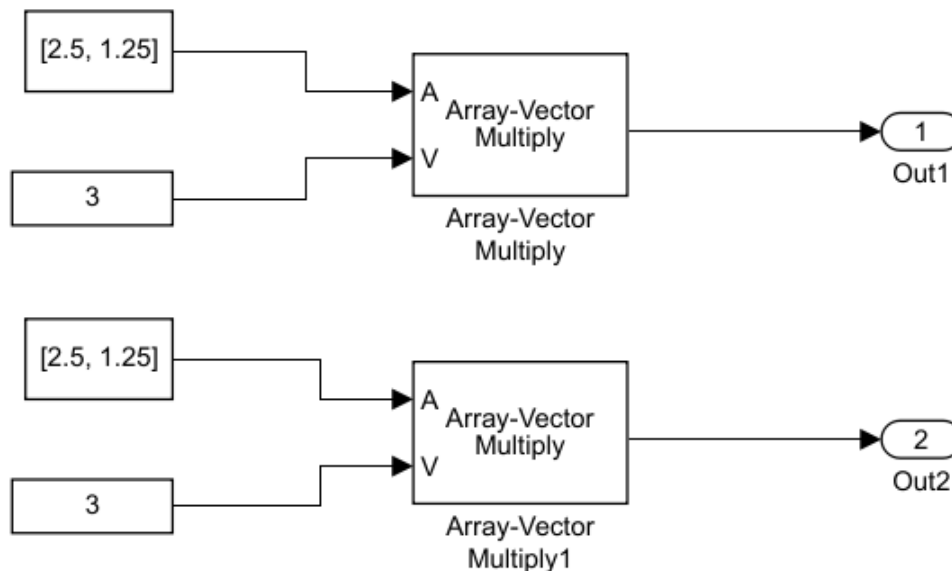 [2.5, 1.25]
A
Array-Vector
Multiply
V
1
Out1
3
Array-Vector
Multiply
[2.5, 1.25]
A
Array-Vector
Multiply
V
2
Out2
3
Array-Vector
Multiply1